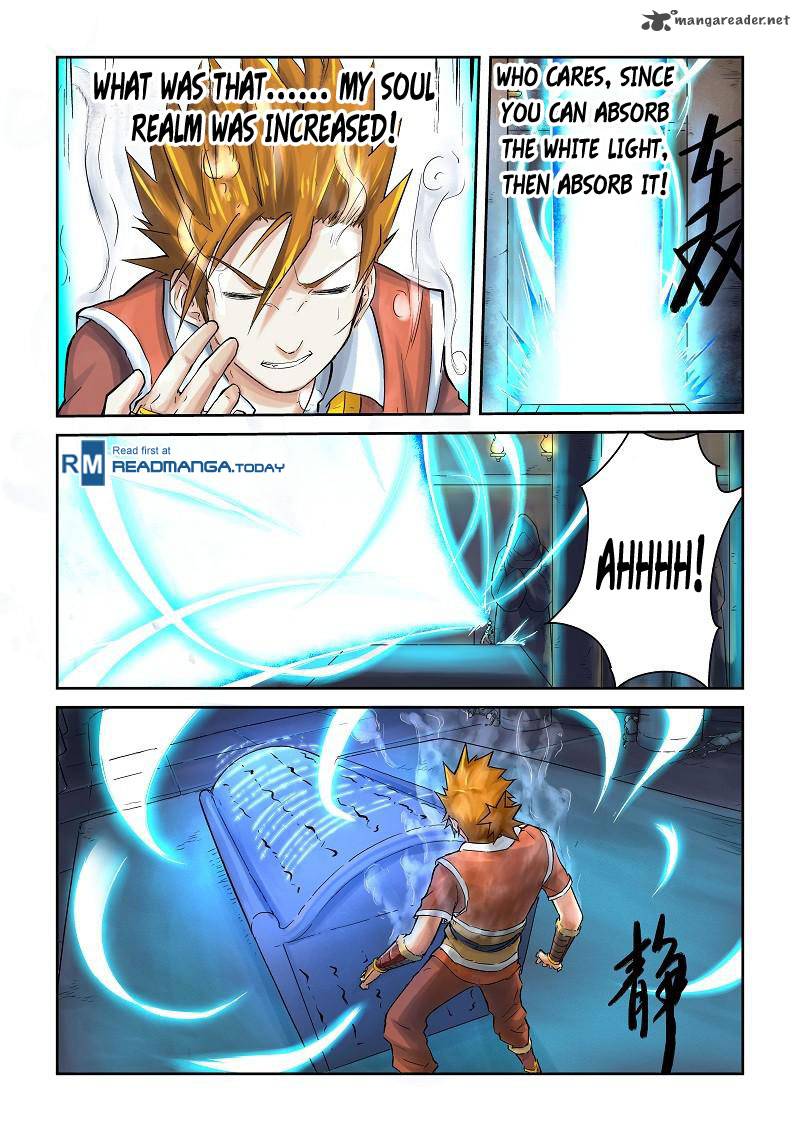 mangareader.net
WHAT WAS THAT...... MY SOUL
REALM WAS INCREASED!
WHO CARES, SINCE
YOU CAN ABSORB
THE WHITE LIGHT,
THEN ABSORB IT!
轰
RM
Read first at
READMANGA.TODAY
AHHHH!
静